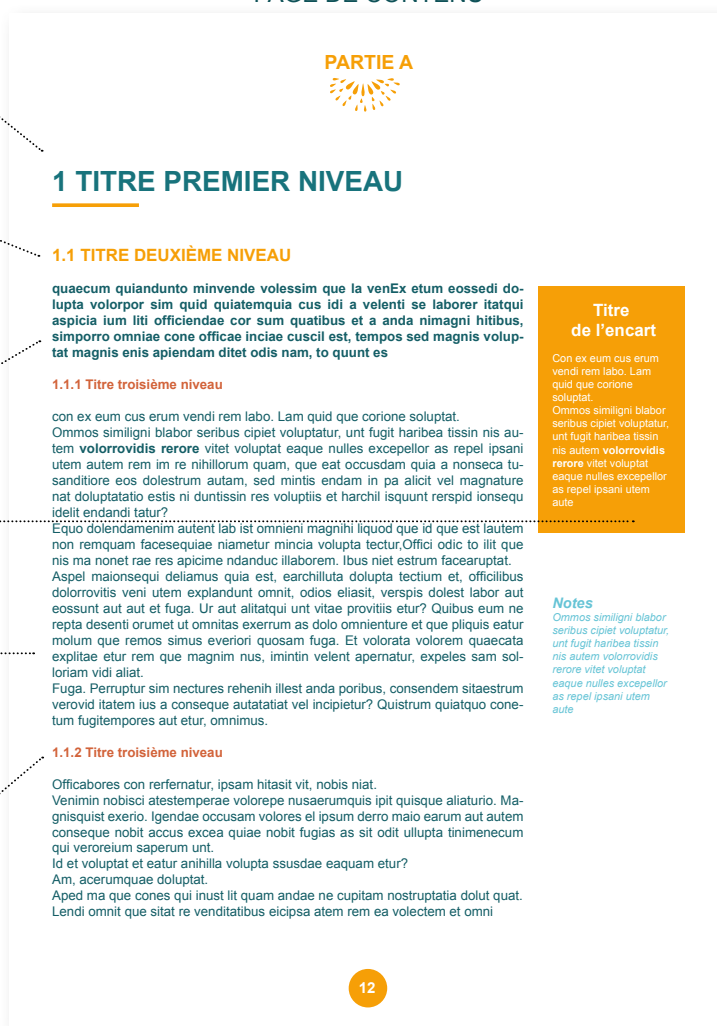 PAGE DE CONTENU
PARTIE A
1 TITRE PREMIER NIVEAU
1.1 TITRE DEUXIÈME NIVEAU
quaecum quiandunto minvende volessim que la venEx etum eossedi do-
lupta volorpor sim quid quiatemquia cus idi a velenti se laborer itatqui
aspicia ium liti officiendae cor sum quatibus et a anda nimagni hitibus,
simporro omniae cone officae inciae cuscil est, tempos sed magnis volup-
tat magnis enis apiendam ditet odis nam, to quunt es
1.1.1 Titre troisième niveau
con ex eum cus erum vendi rem labo. Lam quid que corione soluptat.
Ommos similigni blabor seribus cipiet voluptatur, unt fugit haribea tissin nis au-
tem volorrovidis rerore vitet voluptat eaque nulles excepellor as repel ipsani
utem autem rem im re nihillorum quam, que eat occusdam quia a nonseca tu-
sanditiore eos dolestrum autam, sed mintis endam in pa alicit vel magnature
nat doluptatatio estis ni duntissin res voluptiis et harchil isqunt rerspid ionsequ
idelit endandi tatur?
Equo dolendamenim autent lab ist omnieni magnihi liquod que id que est lautem
non remquam facesequiae niametur mincia volupta tectur,Offici odic to ilit que
nis ma nonet rae res apicime ndanduc illaborem. Ibus niet estrum facearuptat.
Aspel maionsequi deliamus quia est, earchilluta dolupta tectium et, officilibus
dolorrovitis veni utem explandunt omnit, odios eliasit, verspis dolest labor aut
eossunt aut aut et fuga. Ur aut alitatqui unt vitae provitiis etur? Quibus eum ne
repta desenti orumet ut omnitas exerrum as dolo omnienture et que pliquis eatur
molum que remos simus everiori quosam fuga. Et volorata volorem quaecata
explitae etur rem que magnim nus, imintin velent apernatur, expeles sam sol-
loriam vidi aliat.
Fuga. Perruptur sim nectures rehenih illest anda poribus, consendem sitaestrum
verovid itatem ius a conseque autatatiat vel incipietur? Quistrum quiatquo cone-
tum fugitempores aut etur, omnimus.
1.1.2 Titre troisième niveau
Officabores con rerfernatur, ipsam hitasit vit, nobis niat.
Venimin nobisci atestemperae volorepe nusaerumquis ipit quisque aliaturio. Ma-
gnisquist exerio. Igendae occusam volores el ipsum derro maio earum aut autem
conseque nobit accus excea quiae nobit fugias as sit odit ullupta tinimenecum
qui veroreium saperum unt.
Id et voluptat et eatur anihilla volupta ssusdae eaquam etur?
Am, acerumquae doluptat.
Aped ma que cones qui inust lit quam andae ne cupitam nostruptatia dolut quat.
Lendi omnit que sitat re venditatibus eicipsa atem rem ea volectem et omni
Titre
de l'encart
Con ex eum cus erum
vendi rem labo. Lam
quid que corione
soluptat.
Ommos similigni blabor
seribus cipiet voluptatur,
unt fugit haribea tissin
nis autem volorrovidis
rerore vitet voluptat
eaque nulles excepellor
as repel ipsani utem
aute
Notes
Ommos similigni blabor
seribus cipiet voluptatur,
unt fugit haribea tissin
nis autem volorrovidis
rerore vitet voluptat
eaque nulles excepellor
as repel ipsani utem
aute
12